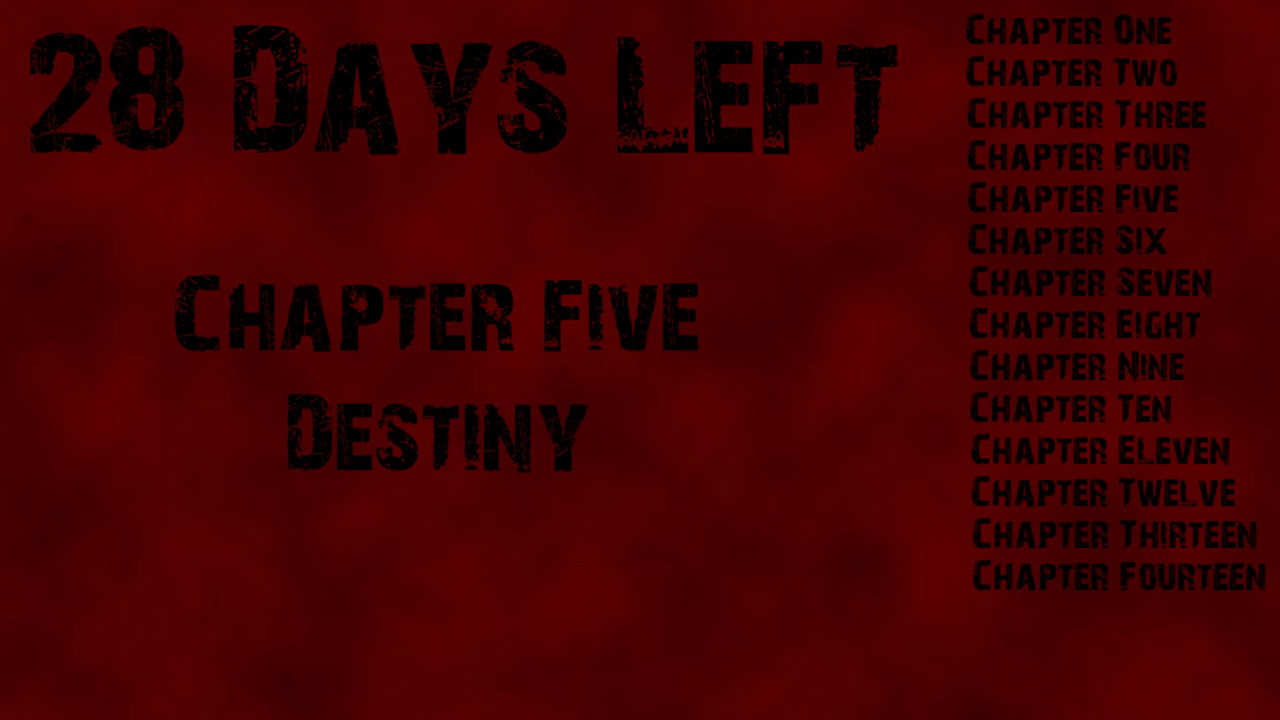 28 Days Left
Chapter Five
Destiny
Chapter One
Chapter Two
Chapter Three
Chapter Four
Chapter Five
Chapter Six
Chapter Seven
Chapter Eight
Chapter Nine
Chapter Ten
Chapter Eleven
Chapter Twelve
Chapter Thirteen
Chapter Fourteen